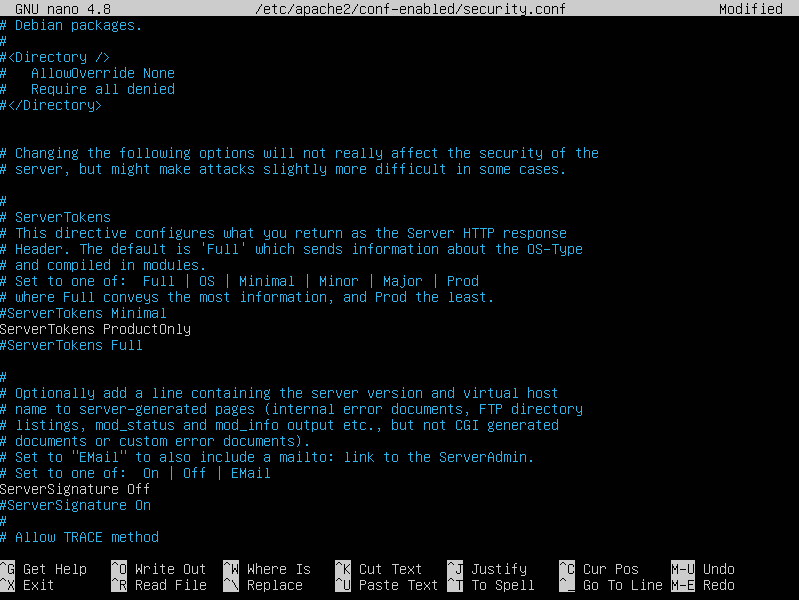 GNU nano 4.8 /etc/apache2/conf-enabled/security.conf Modified
# Debian packages.
#
#<Directory />
#   AllowOverride None
#   Require all denied
#</Directory>
# Changing the following options will not really affect the security of the
# server, but might make attacks slightly more difficult in some cases.
#
# ServerTokens
# This directive configures what you return as the Server HTTP response
# Header. The default is 'Full' which sends information about the OS-Type
# and compiled in modules.
# Set to one of:  Full | OS | Minimal | Minor | Major | Prod
# where Full conveys the most information, and Prod the least.
#ServerTokens Minimal
ServerTokens ProductOnly
#ServerTokens Full
#
# Optionally add a line containing the server version and virtual host
# name to server-generated pages (internal error documents, FTP directory
# listings, mod_status and mod_info output etc., but not CGI generated
# documents or custom error documents).
# Set to "EMail" to also include a mailto: link to the ServerAdmin.
# Set to one of:  On | Off | EMail
ServerSignature Off
#ServerSignature On
#
# Allow TRACE method
^G Get Help ^O Write Out ^W Where Is ^K Cut Text ^J Justify ^C Cur Pos M-U Undo
^X Exit ^R Read File ^\ Replace ^U Paste Text ^T To Spell ^_ Go To Line M-E Redo